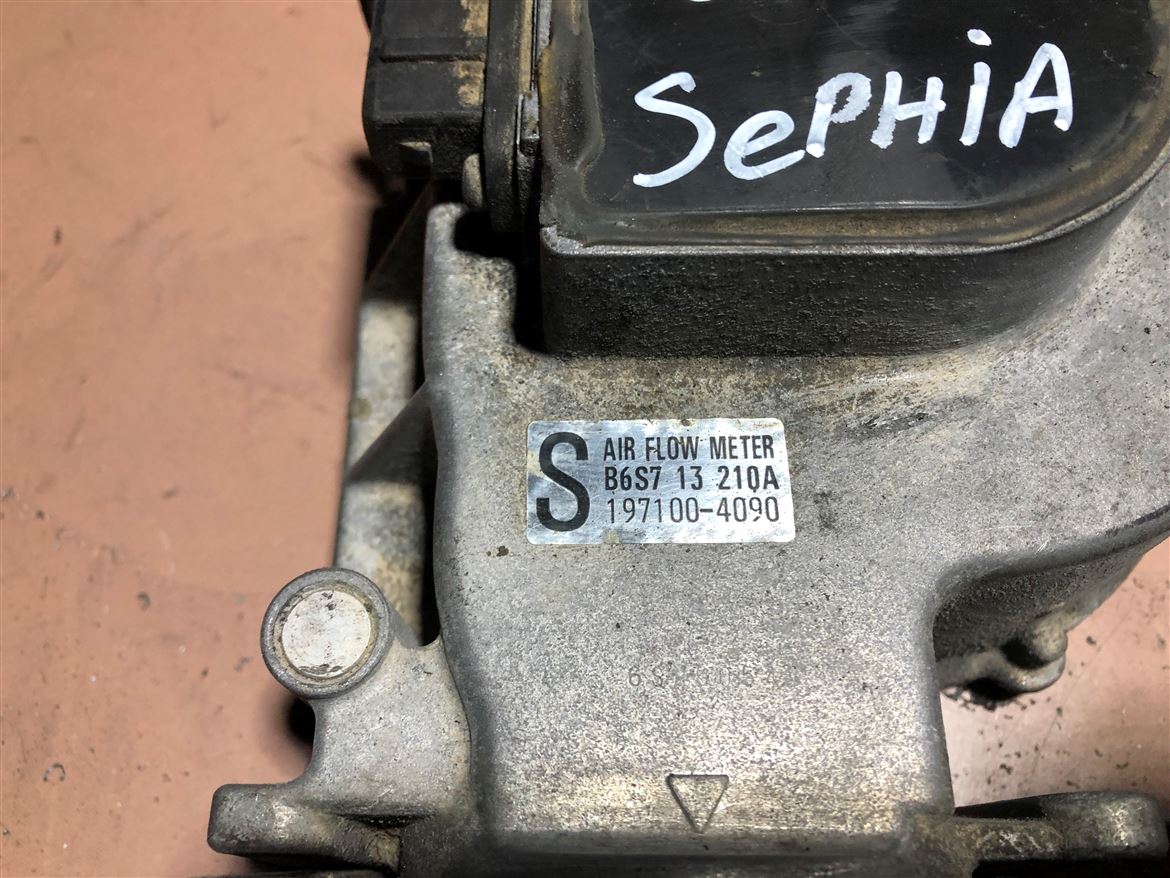 SePHiA
S
AIR FLOW METER
B6S7 13 210A
197100-4090